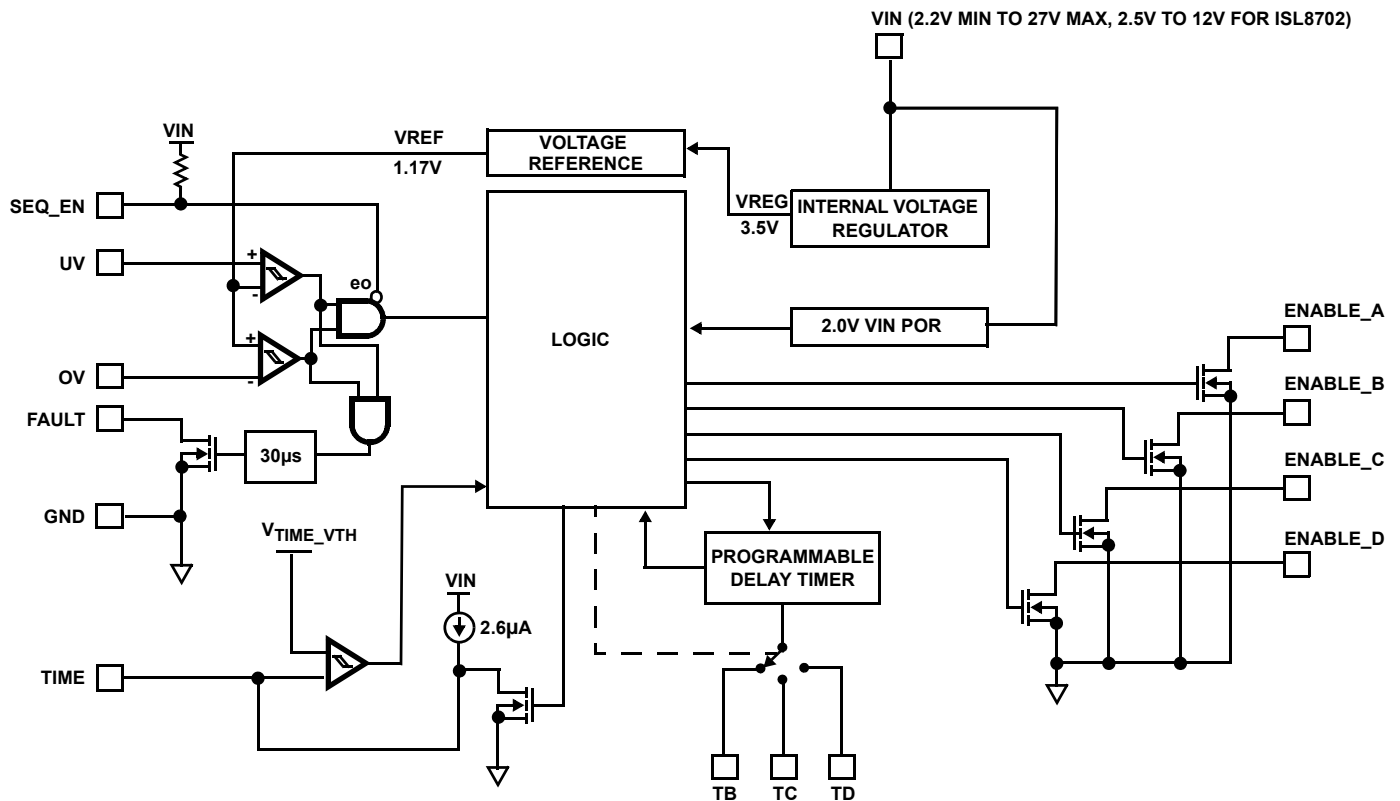 VIN (2.2V MIN TO 27V MAX, 2.5V TO 12V FOR ISL8702)
VIN
VREF
1.17V
VOLTAGE
REFERENCE
SEQ_EN
VREG
3.5V
INTERNAL VOLTAGE
REGULATOR
UV
+
-
eo
LOGIC
2.0V VIN POR
ENABLE_A
+
-
OV
ENABLE_B
FAULT
30µs
ENABLE_C
GND
VTIME_VTH
PROGRAMMABLE
DELAY TIMER
ENABLE_D
VIN
2.6µA
TIME
TB
TC
TD